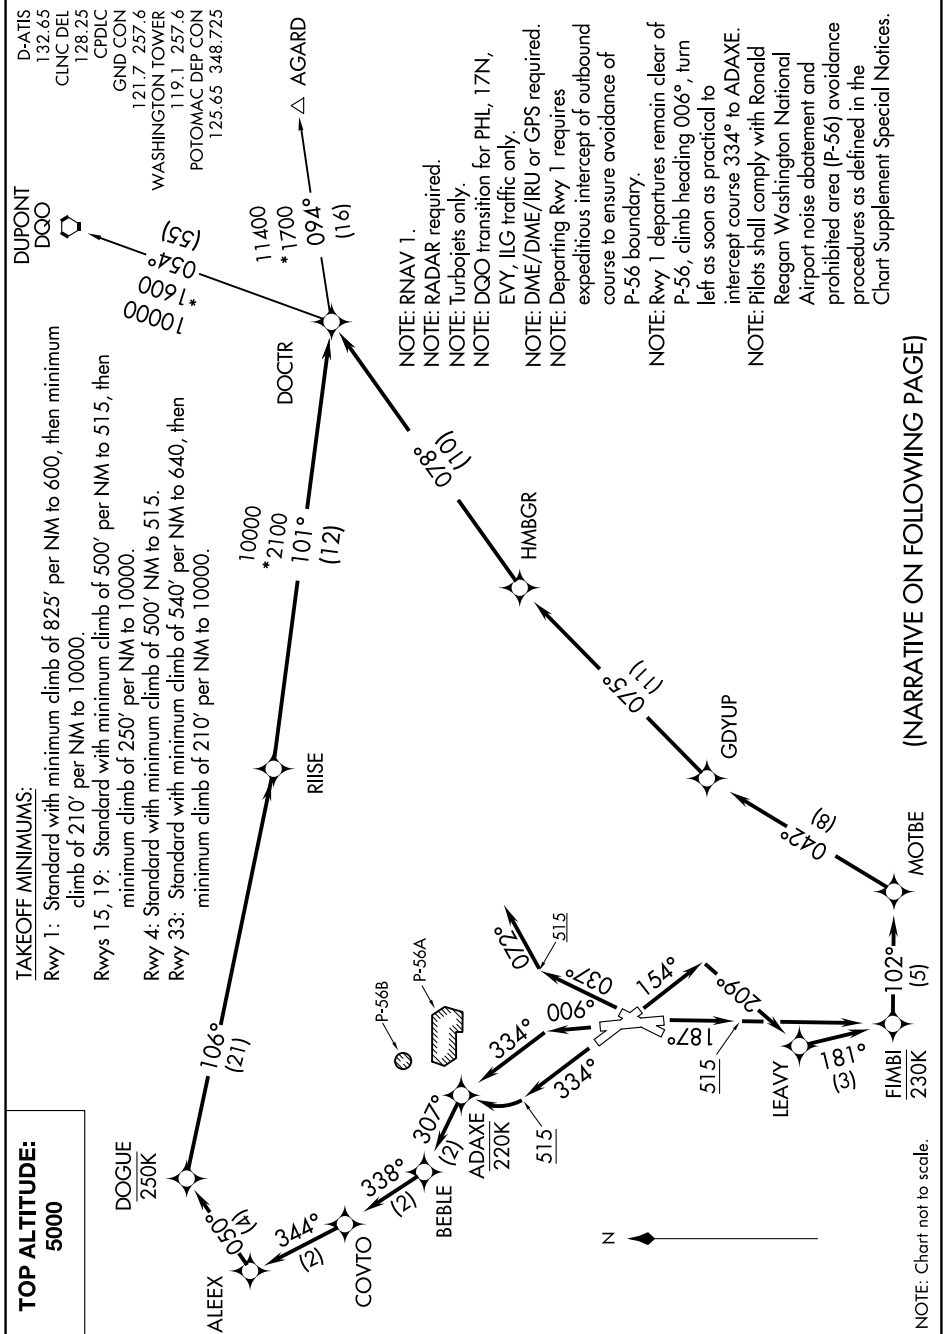 TOP ALTITUDE:
5000
TAKEOFF MINIMUMS:
Rwy 1: Standard with minimum climb of 825' per NM to 600, then minimum
climb of 210' per NM to 10000.
Rwys 15, 19: Standard with minimum climb of 500' per NM to 515, then
minimum climb of 250' per NM to 10000.
Rwy 4: Standard with minimum climb of 500' NM to 515.
Rwy 33: Standard with minimum climb of 540' per NM to 640, then
minimum climb of 210' per NM to 10000.
D-ATIS
132.65
CLNC DEL
128.25
CPDLC
GND CON
121.7 257.6
WASHINGTON TOWER
119.1 257.6
POTOMAC DEP CON
125.65 348.725
DUPONT
DQO
10000
*1600
054°
(55)
AGARD
11400
*1700
094°
(16)
DOCTR
10000
*2100
101°
(12)
RIISE
106°
(21)
DOGUE
250K
050°
(4)
ALEEX
344°
(2)
COVTO
338°
(2)
BEBLE
307°
(2)
ADAXE
220K
515
334°
334°
006°
P-56B
P-56A
037°
515
072°
154°
209°
187°
515
LEAVY
181°
(3)
FIMBI
230K
102°
(5)
MOTBE
042°
(8)
GDYUP
075°
(11)
HMBGR
078°
(10)
N
NOTE: RNAV 1.
NOTE: RADAR required.
NOTE: Turbojets only.
NOTE: DQO transition for PHL, 17N,
EVY, ILG traffic only.
NOTE: DME/DME/IRU or GPS required.
NOTE: Departing Rwy 1 requires
expeditious intercept of outbound
course to ensure avoidance of
P-56 boundary.
NOTE: Rwy 1 departures remain clear of
P-56, climb heading 006°, turn
left as soon as practical to
intercept course 334° to ADAXE.
NOTE: Pilots shall comply with Ronald
Reagan Washington National
Airport noise abatement and
prohibited area (P-56) avoidance
procedures as defined in the
Chart Supplement Special Notices.
NOTE: Chart not to scale.
(NARRATIVE ON FOLLOWING PAGE)